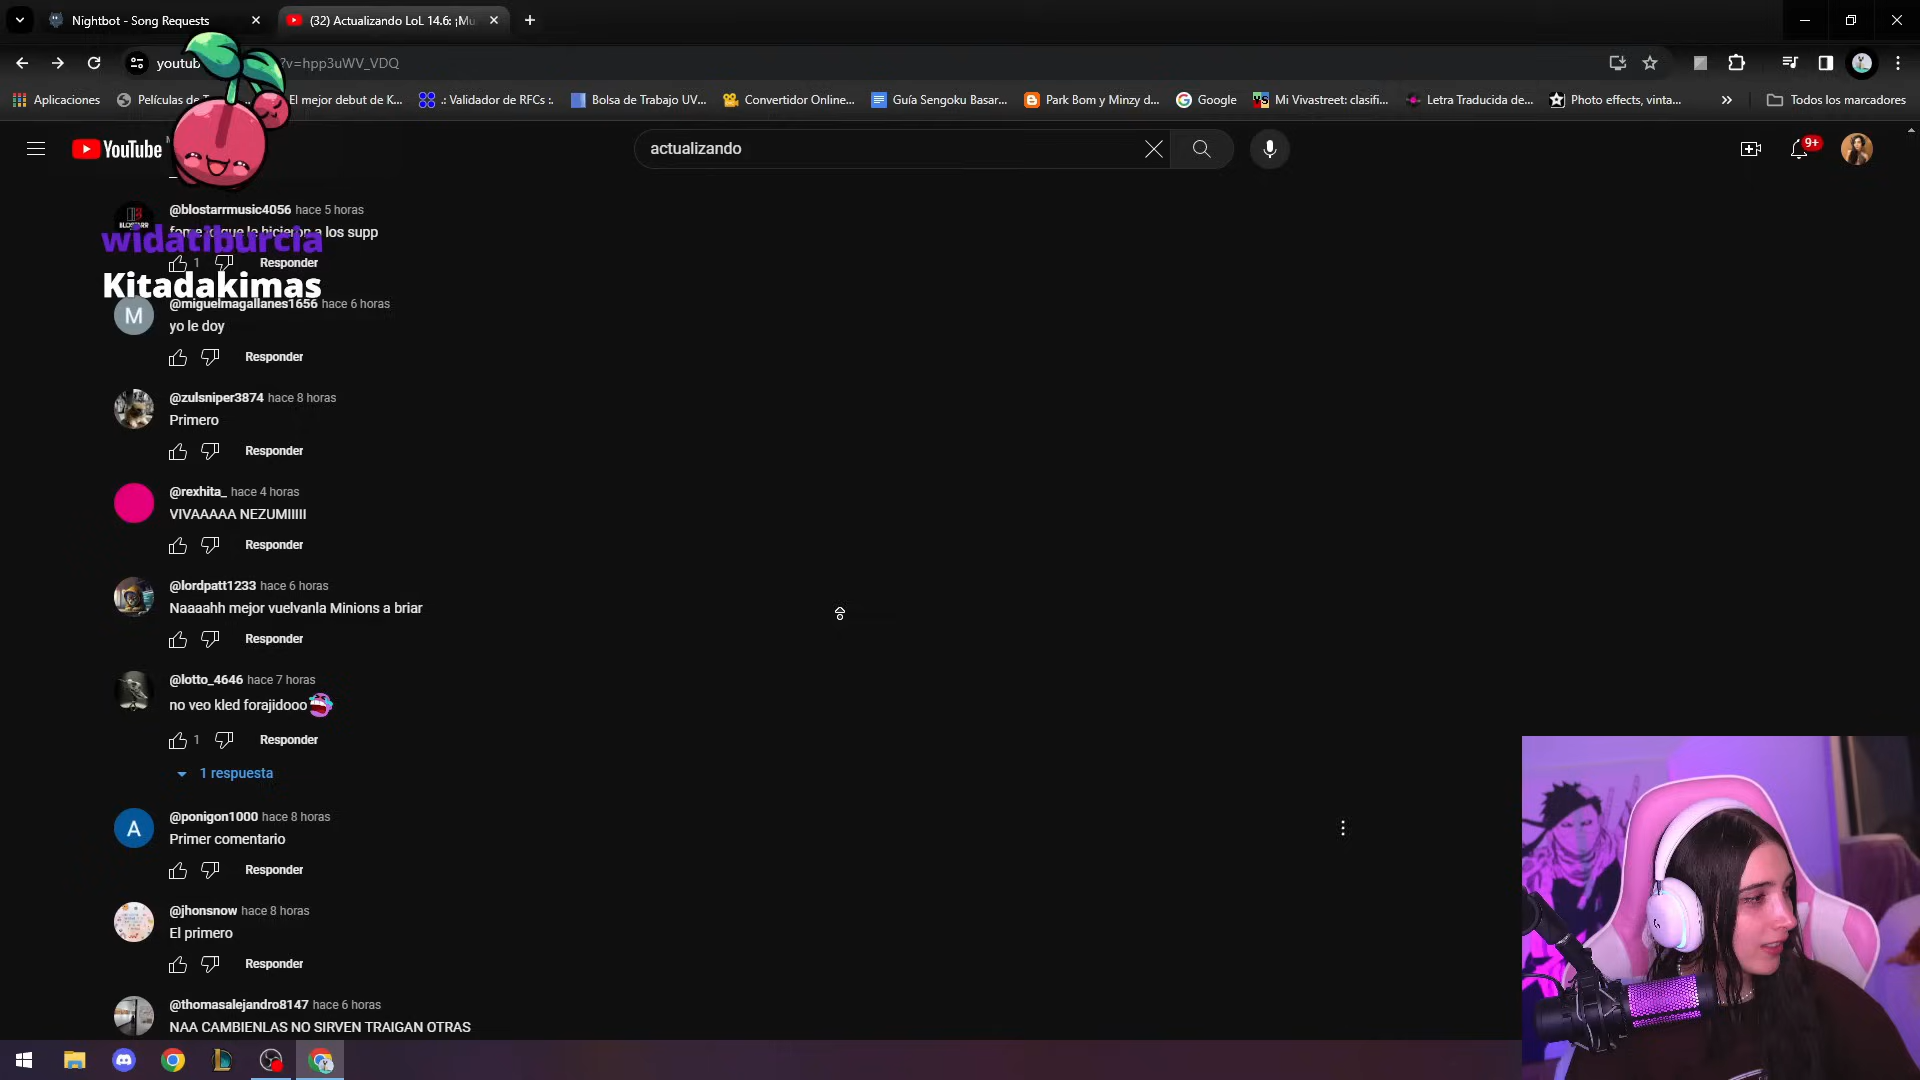 Nightbot - Song Requests
(32) Actualizando LoL 14.6: ¡Mu
youtub
?v=hpp3uWV_VDQ
Aplicaciones
Películas de T
El mejor debut de K...
.: Validador de RFCs :.
Bolsa de Trabajo UV...
Convertidor Online...
Guía Sengoku Basar...
Park Bom y Minzy d...
Google
Mi Vivastreet: clasifi...
Letra Traducida de...
Photo effects, vinta...
Todos los marcadores
YouTube
actualizando
9+
@blostarrmusic4056 hace 5 horas
fome lo que le hicieron a los supp
widatiburcia
1 Responder
Kitadakimas
@miguelmagallanes1656 hace 6 horas
M
yo le doy
Responder
@zulsniper3874 hace 8 horas
Primero
Responder
@rexhita_ hace 4 horas
VIVAAAAA NEZUMIIIII
Responder
@lordpatt1233 hace 6 horas
Naaaahh mejor vuelvanla Minions a briar
Responder
@lotto_4646 hace 7 horas
no veo kled forajidooo
1 Responder
1 respuesta
@ponigon1000 hace 8 horas
A
Primer comentario
Responder
@jhonsnow hace 8 horas
El primero
Responder
@thomasalejandro8147 hace 6 horas
NAA CAMBIENLAS NO SIRVEN TRAIGAN OTRAS